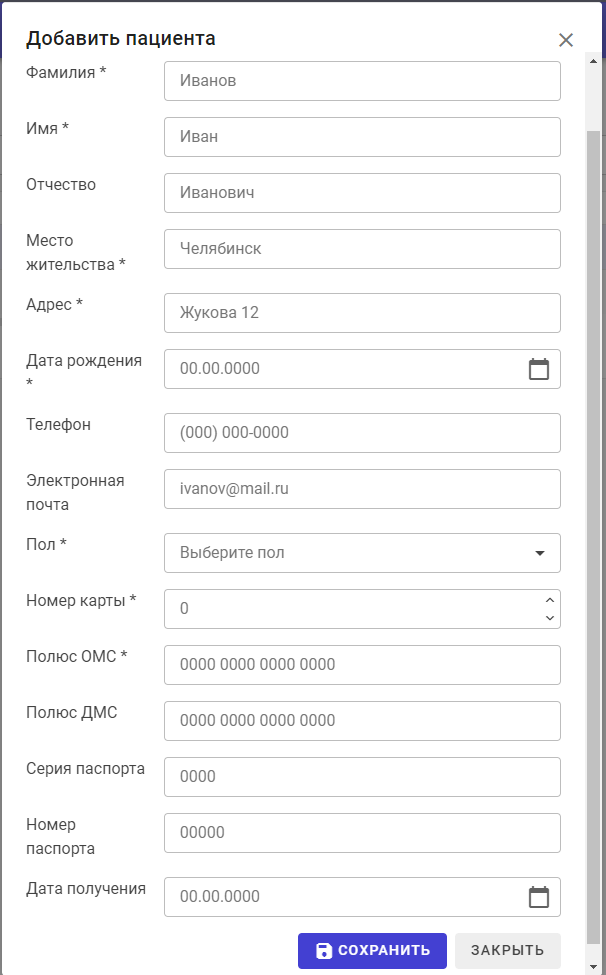 Добавить пациента
Фамилия * Иванов
Имя * Иван
Отчество Иванович
Место
жительства * Челябинск
Адрес * Жукова 12
Дата рождения
* 00.00.0000
Телефон (000) 000-0000
Электронная
почта ivanov@mail.ru
Пол * Выберите пол
Номер карты * 0
Полюс ОМС * 0000 0000 0000 0000
Полюс ДМС 0000 0000 0000 0000
Серия паспорта 0000
Номер
паспорта 00000
Дата получения 00.00.0000
СОХРАНИТЬ ЗАКРЫТЬ